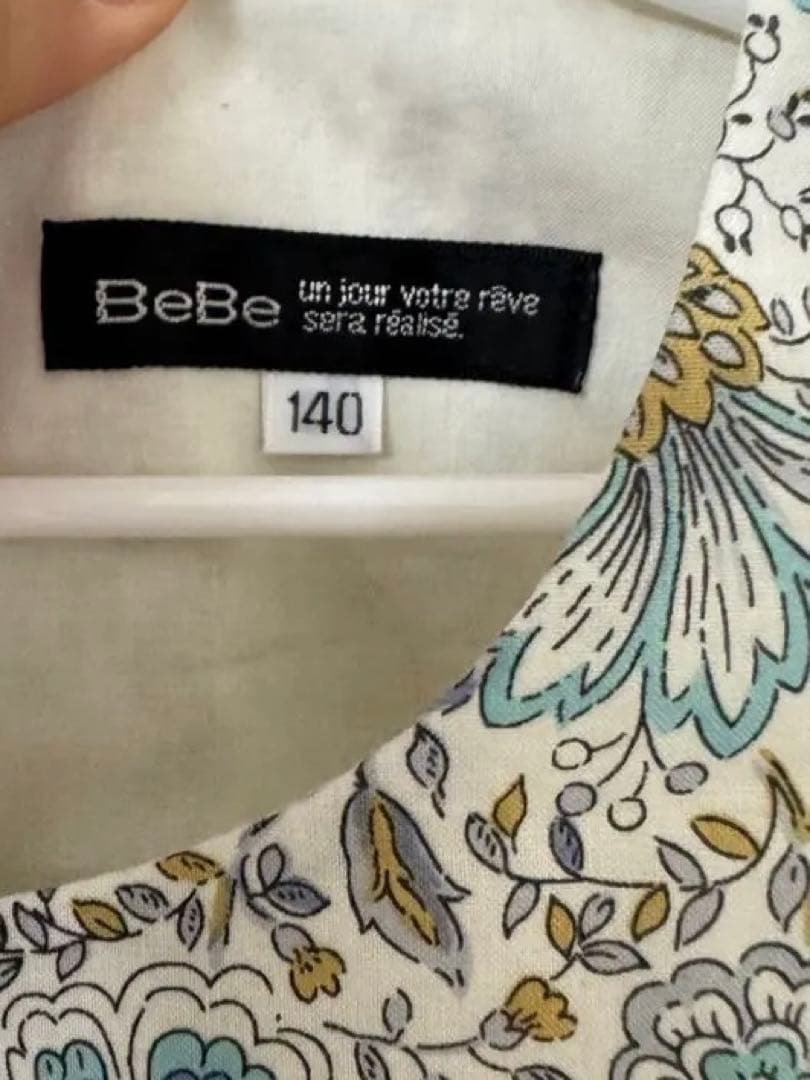 BeBe
un jour votre rêve
sera réalisé.
140